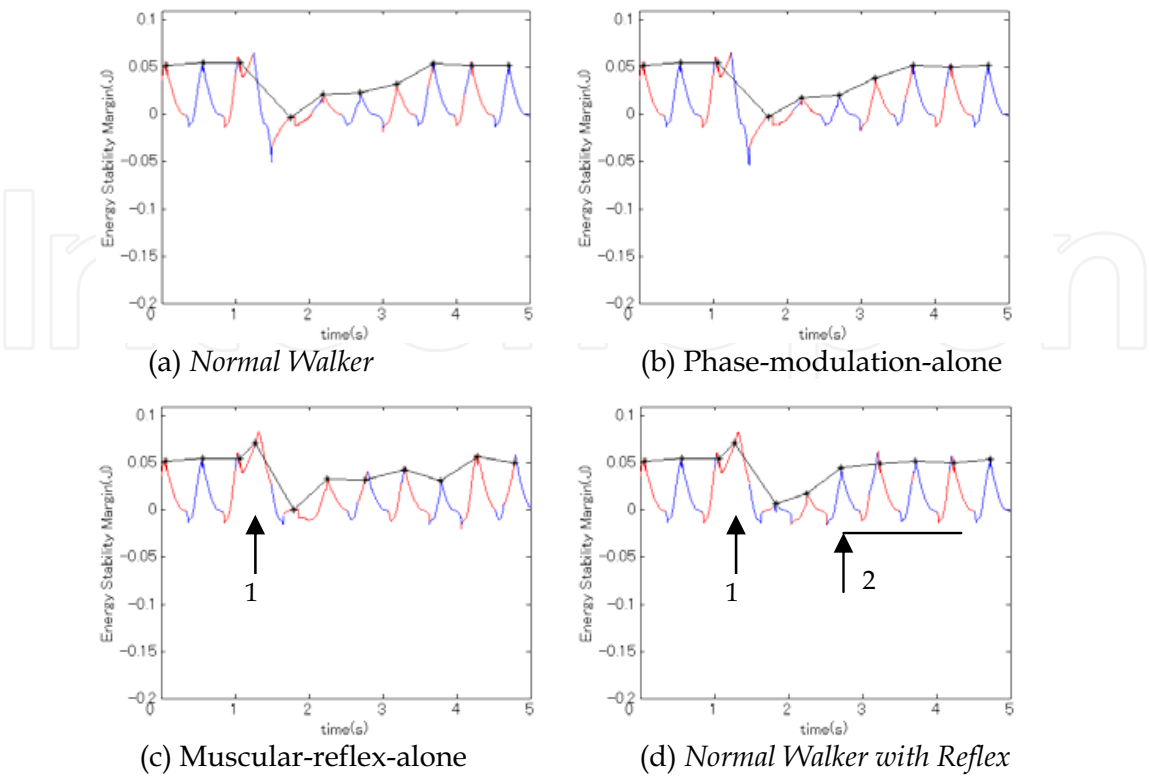 0.1
0.05
0
-0.05
-0.1
-0.15
-0.2
Energy Stability Margin(J)
0 1 2 3 4 5
time(s)
(a) Normal Walker
0.1
0.05
0
-0.05
-0.1
-0.15
-0.2
Energy Stability Margin(J)
0 1 2 3 4 5
time(s)
(b) Phase-modulation-alone
0.1
0.05
0
-0.05
-0.1
-0.15
-0.2
Energy Stability Margin(J)
1
0 1 2 3 4 5
time(s)
(c) Muscular-reflex-alone
0.1
0.05
0
-0.05
-0.1
-0.15
-0.2
Energy Stability Margin(J)
1
2
0 1 2 3 4 5
time(s)
(d) Normal Walker with Reflex